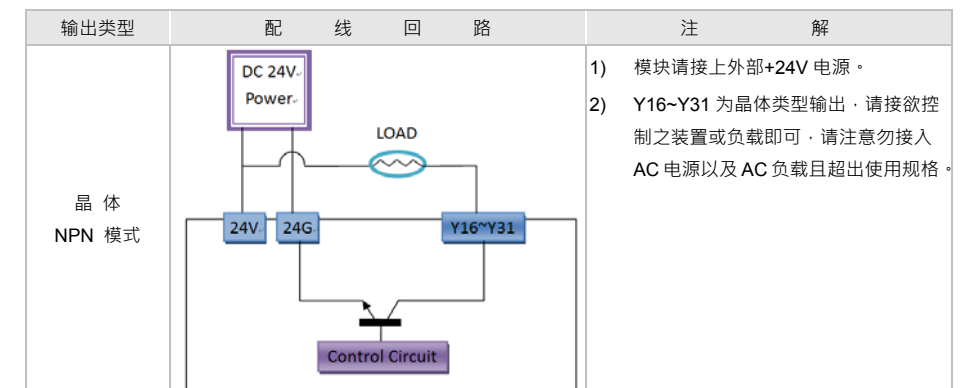 输出类型 配 线 回 路 注 解
晶 体
NPN 模式
DC 24V
Power
LOAD
24V 24G Y16~Y31
Control Circuit
1) 模块请接上外部+24V 电源。
2) Y16~Y31 为晶体类型输出，请接欲控
制之装置或负载即可，请注意勿接入
AC 电源以及 AC 负载且超出使用规格。